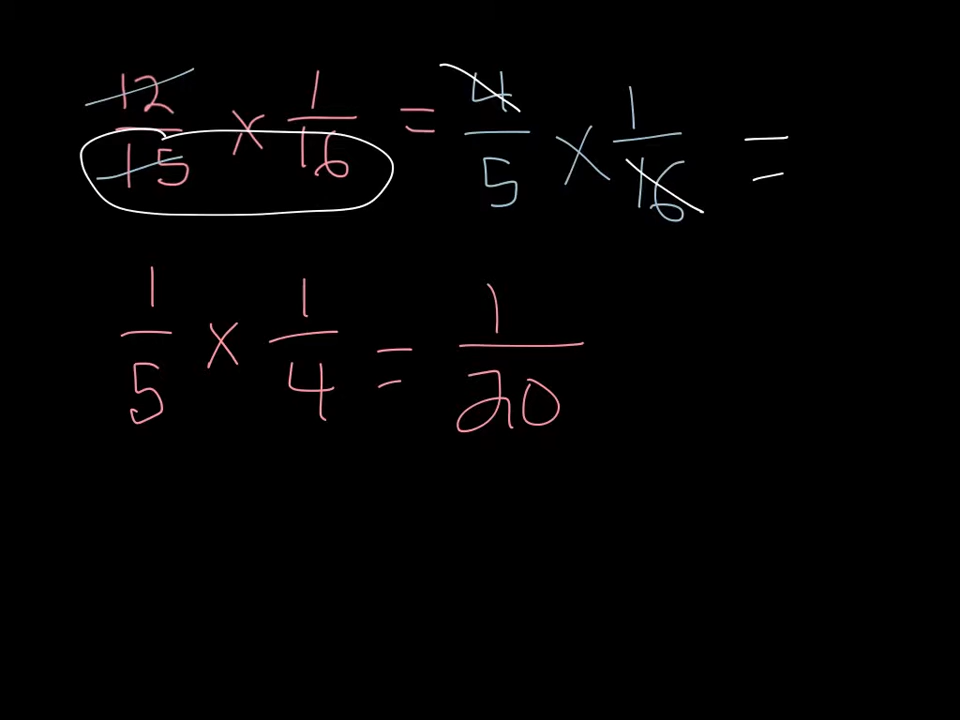 12/15 × 1/16 = 4/5 × 1/16 =
1/5 × 1/4 = 1/20